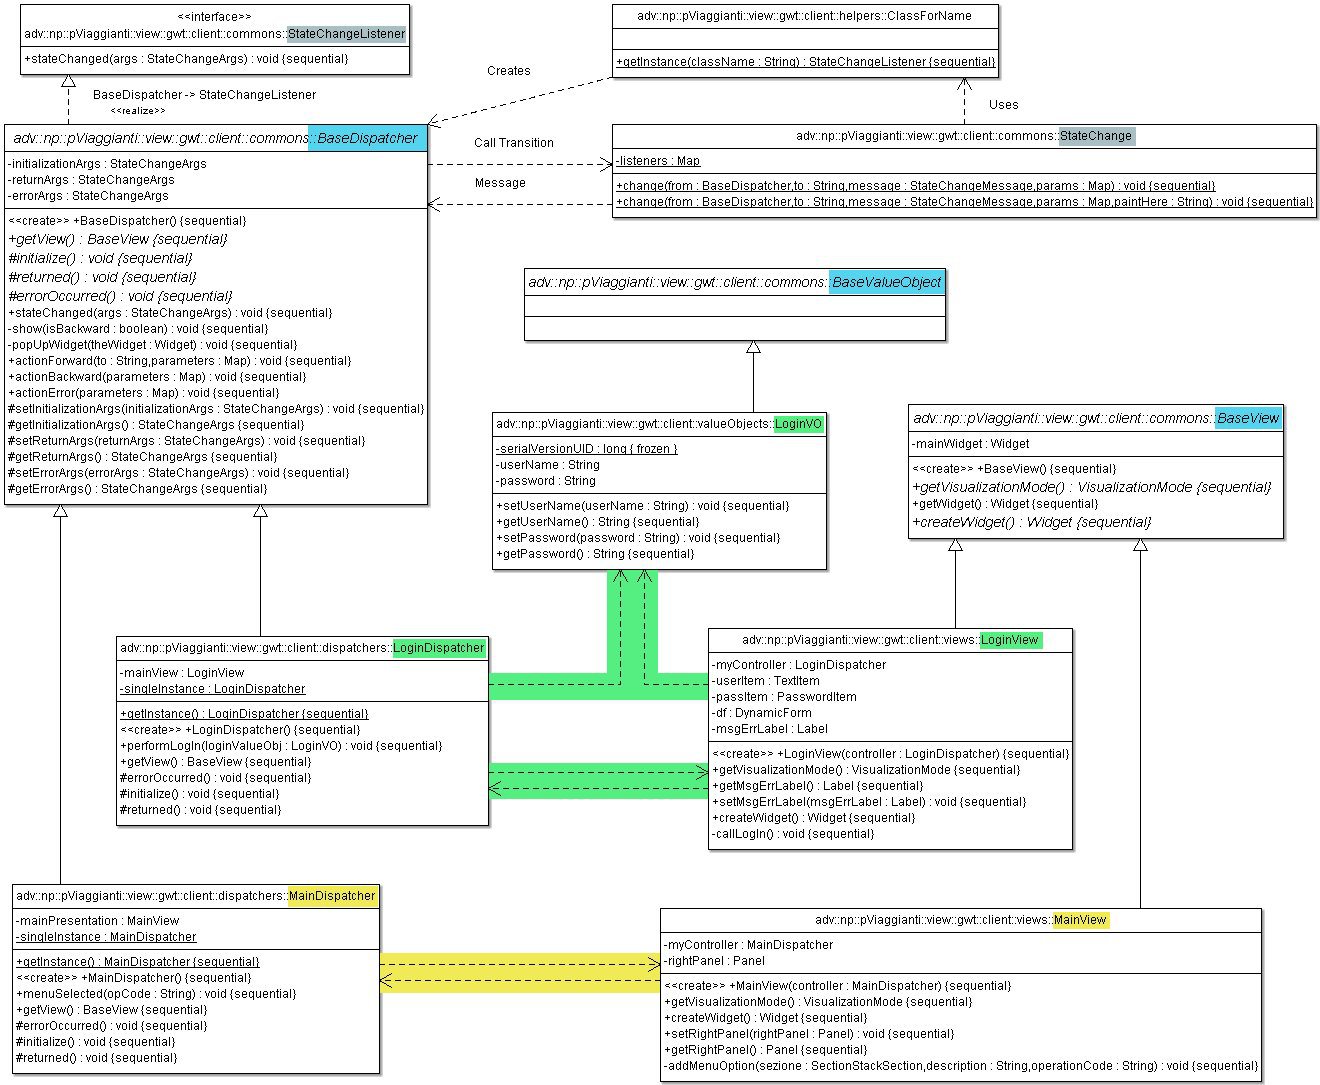 <<interface>>
adv::np::pViaggianti::view::gwt::client::commons::StateChangeListener
+stateChanged(args : StateChangeArgs) : void {sequential}
adv::np::pViaggianti::view::gwt::client::helpers::ClassForName
+getInstance(className : String) : StateChangeListener {sequential}
Creates
BaseDispatcher -> StateChangeListener
<<realize>>
Uses
adv::np::pViaggianti::view::gwt::client::commons::BaseDispatcher
-initializationArgs : StateChangeArgs
-returnArgs : StateChangeArgs
-errorArgs : StateChangeArgs
<<create>> +BaseDispatcher() {sequential}
+getView() : BaseView {sequential}
#initialize() : void {sequential}
#returned() : void {sequential}
#errorOccurred() : void {sequential}
+stateChanged(args : StateChangeArgs) : void {sequential}
-show(isBackward : boolean) : void {sequential}
-popUpWidget(theWidget : Widget) : void {sequential}
+actionForward(to : String,parameters : Map) : void {sequential}
+actionBackward(parameters : Map) : void {sequential}
+actionError(parameters : Map) : void {sequential}
#setInitializationArgs(initializationArgs : StateChangeArgs) : void {sequential}
#getInitializationArgs() : StateChangeArgs {sequential}
#setReturnArgs(returnArgs : StateChangeArgs) : void {sequential}
#getReturnArgs() : StateChangeArgs {sequential}
#setErrorArgs(errorArgs : StateChangeArgs) : void {sequential}
#getErrorArgs() : StateChangeArgs {sequential}
Call Transition
Message
adv::np::pViaggianti::view::gwt::client::commons::StateChange
-listeners : Map
+change(from : BaseDispatcher,to : String,message : StateChangeMessage,params : Map) : void {sequential}
+change(from : BaseDispatcher,to : String,message : StateChangeMessage,params : Map,paintHere : String) : void {sequential}
adv::np::pViaggianti::view::gwt::client::commons::BaseValueObject
adv::np::pViaggianti::view::gwt::client::valueObjects::LoginVO
-serialVersionUID : long { frozen }
-userName : String
-password : String
+setUserName(userName : String) : void {sequential}
+getUserName() : String {sequential}
+setPassword(password : String) : void {sequential}
+getPassword() : String {sequential}
adv::np::pViaggianti::view::gwt::client::commons::BaseView
-mainWidget : Widget
<<create>> +BaseView() {sequential}
+getVisualizationMode() : VisualizationMode {sequential}
+getWidget() : Widget {sequential}
+createWidget() : Widget {sequential}
adv::np::pViaggianti::view::gwt::client::dispatchers::LoginDispatcher
-mainView : LoginView
-singleInstance : LoginDispatcher
+getInstance() : LoginDispatcher {sequential}
<<create>> +LoginDispatcher() {sequential}
+performLogIn(loginValueObj : LoginVO) : void {sequential}
+getView() : BaseView {sequential}
#errorOccurred() : void {sequential}
#initialize() : void {sequential}
#returned() : void {sequential}
adv::np::pViaggianti::view::gwt::client::views::LoginView
-myController : LoginDispatcher
-userItem : TextItem
-passItem : PasswordItem
-df : DynamicForm
-msgErrLabel : Label
<<create>> +LoginView(controller : LoginDispatcher) {sequential}
+getVisualizationMode() : VisualizationMode {sequential}
+getMsgErrLabel() : Label {sequential}
+setMsgErrLabel(msgErrLabel : Label) : void {sequential}
+createWidget() : Widget {sequential}
-callLogIn() : void {sequential}
adv::np::pViaggianti::view::gwt::client::dispatchers::MainDispatcher
-mainPresentation : MainView
-singleInstance : MainDispatcher
+getInstance() : MainDispatcher {sequential}
<<create>> +MainDispatcher() {sequential}
+menuSelected(opCode : String) : void {sequential}
+getView() : BaseView {sequential}
#errorOccurred() : void {sequential}
#initialize() : void {sequential}
#returned() : void {sequential}
adv::np::pViaggianti::view::gwt::client::views::MainView
-myController : MainDispatcher
-rightPanel : Panel
<<create>> +MainView(controller : MainDispatcher) {sequential}
+getVisualizationMode() : VisualizationMode {sequential}
+createWidget() : Widget {sequential}
+setRightPanel(rightPanel : Panel) : void {sequential}
+getRightPanel() : Panel {sequential}
-addMenuOption(sezione : SectionStackSection,description : String,operationCode : String) : void {sequential}